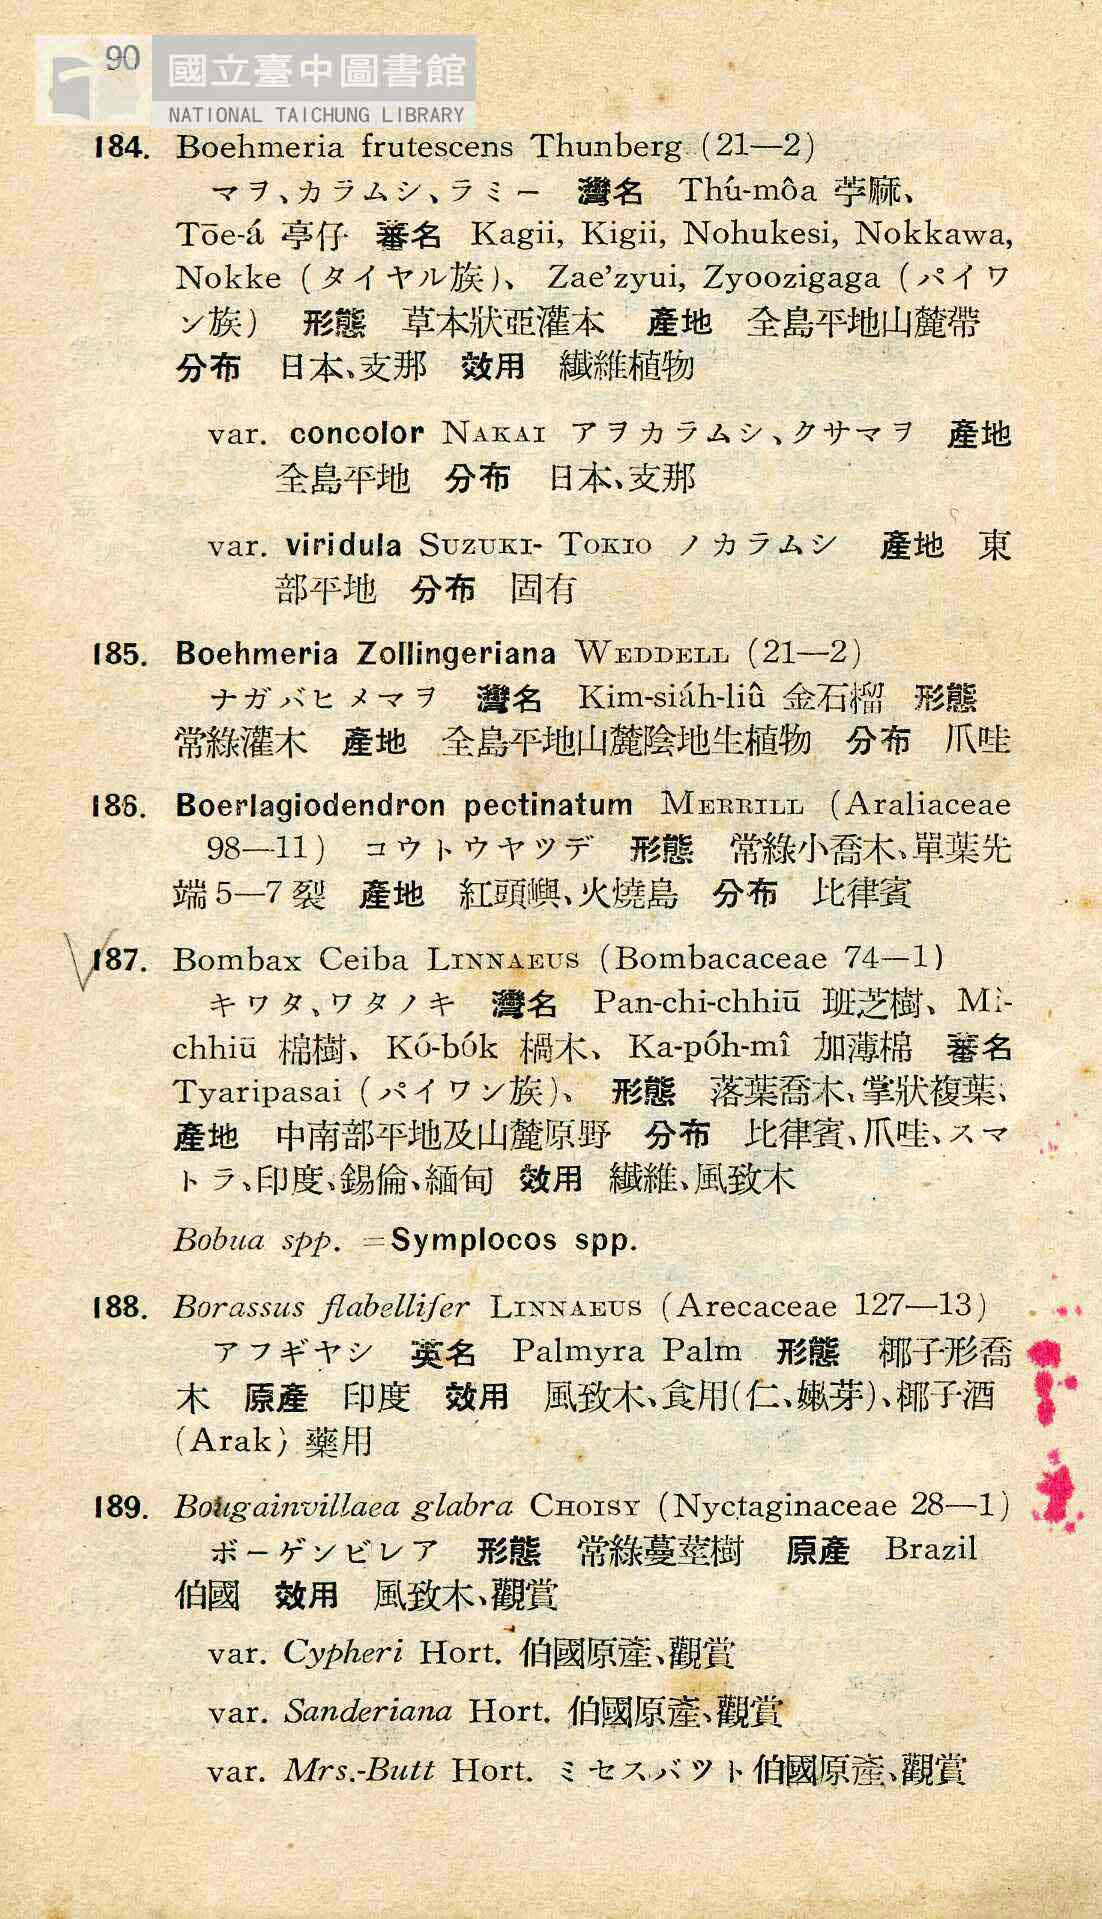 90
國立臺中圖書館
NATIONAL TAICHUNG LIBRARY
184. Boehmeria frutescens Thunberg (21—2)
マヲ、カラムシ、ラミー 灣名 Thú-môa 苧麻、
Tōe-á 苧仔 蕃名 Kagii, Kigii, Nohukesi, Nokkawa,
Nokke (タイヤル族)、 Zae'zyui, Zyoozigaga (パイワ
ン族) 形態 草本狀亞灌本 產地 全島平地山麓帶
分布 日本、支那 效用 纖維植物
var. concolor NAKAI アヲカラムシ、クサマヲ 產地
全島平地 分布 日本、支那
var. viridula SUZUKI- TOKIO ノカラムシ 產地 東
部平地 分布 固有
185. Boehmeria Zollingeriana WEDDELL (21—2)
ナガバヒメマヲ 灣名 Kim-siáh-liû 金石榴 形態
常綠灌木 產地 全島平地山麓陰地生植物 分布 爪哇
186. Boerlagiodendron pectinatum MERRILL (Araliaceae
98—11) コウトウヤツデ 形態 常綠小喬木、單葉先
端5—7裂 產地 紅頭嶼、火燒島 分布 比律賓
187. Bombax Ceiba LINNAEUS (Bombacaceae 74—1)
キワタ、ワタノキ 灣名 Pan-chi-chhiū 班芝樹、 Mî-
chhiū 棉樹、 Kó-bók 槝木、 Ka-póh-mî 加薄棉 蕃名
Tyaripasai (パイワン族)、 形態 落葉喬木、掌狀複葉、
產地 中南部平地及山麓原野 分布 比律賓、爪哇、スマ
トラ、印度、錫倫、緬甸 效用 纖維、風致木
Bobua spp. =Symplocos spp.
188. Borassus flabellifer LINNAEUS (Arecaceae 127—13)
アフギヤシ 英名 Palmyra Palm 形態 椰子形喬
木 原產 印度 效用 風致木、食用(仁、嫩芽)、椰子酒
(Arak) 藥用
189. Bougainvillaea glabra CHOISY (Nyctaginaceae 28—1)
ボーゲンビレア 形態 常綠蔓莖樹 原產 Brazil
伯國 效用 風致木、觀賞
var. Cypheri Hort. 伯國原產、觀賞
var. Sanderiana Hort. 伯國原產、觀賞
var. Mrs.-Butt Hort. ミセスバツト伯國原產、觀賞